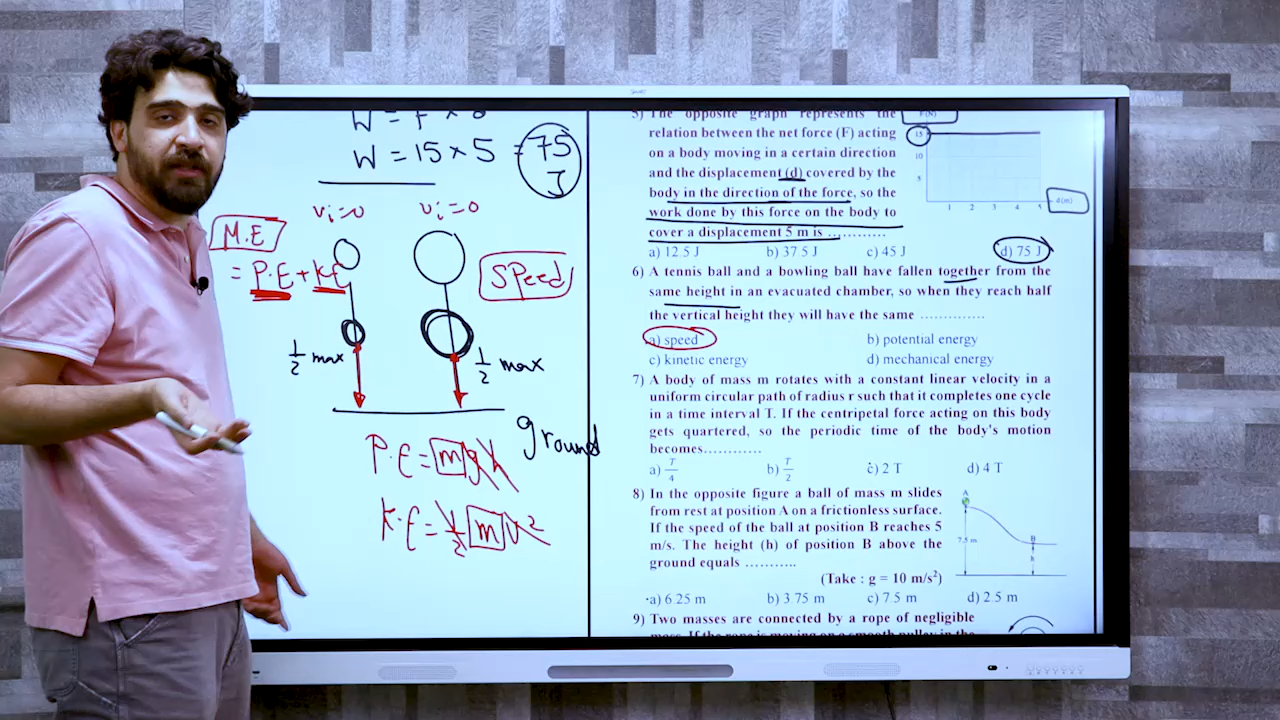 W = F × d
W = 15 × 5 = 75 J
vi=0 vi=0
M.E
= P.E + K.E
Speed
½ max
½ max
ground
P.E = mgh
K.E = ½ m v²
5) The opposite graph represents the
relation between the net force (F) acting
on a body moving in a certain direction
and the displacement (d) covered by the
body in the direction of the force, so the
work done by this force on the body to
cover a displacement 5 m is ..............
a) 12.5 J b) 37.5 J c) 45 J d) 75 J
F(N)
15
10
5
1 2 3 4 5 d(m)
6) A tennis ball and a bowling ball have fallen together from the
same height in an evacuated chamber, so when they reach half
the vertical height they will have the same ..............
a) speed b) potential energy
c) kinetic energy d) mechanical energy
7) A body of mass m rotates with a constant linear velocity in a
uniform circular path of radius r such that it completes one cycle
in a time interval T. If the centripetal force acting on this body
gets quartered, so the periodic time of the body's motion
becomes............
a) T/4 b) T/2 c) 2 T d) 4 T
8) In the opposite figure a ball of mass m slides
from rest at position A on a frictionless surface.
If the speed of the ball at position B reaches 5
m/s. The height (h) of position B above the
ground equals ...........
(Take : g = 10 m/s²)
A
7.5 m
B
h
a) 6.25 m b) 3.75 m c) 7.5 m d) 2.5 m
9) Two masses are connected by a rope of negligible
mass. If the rope is moving on a smooth pulley in the